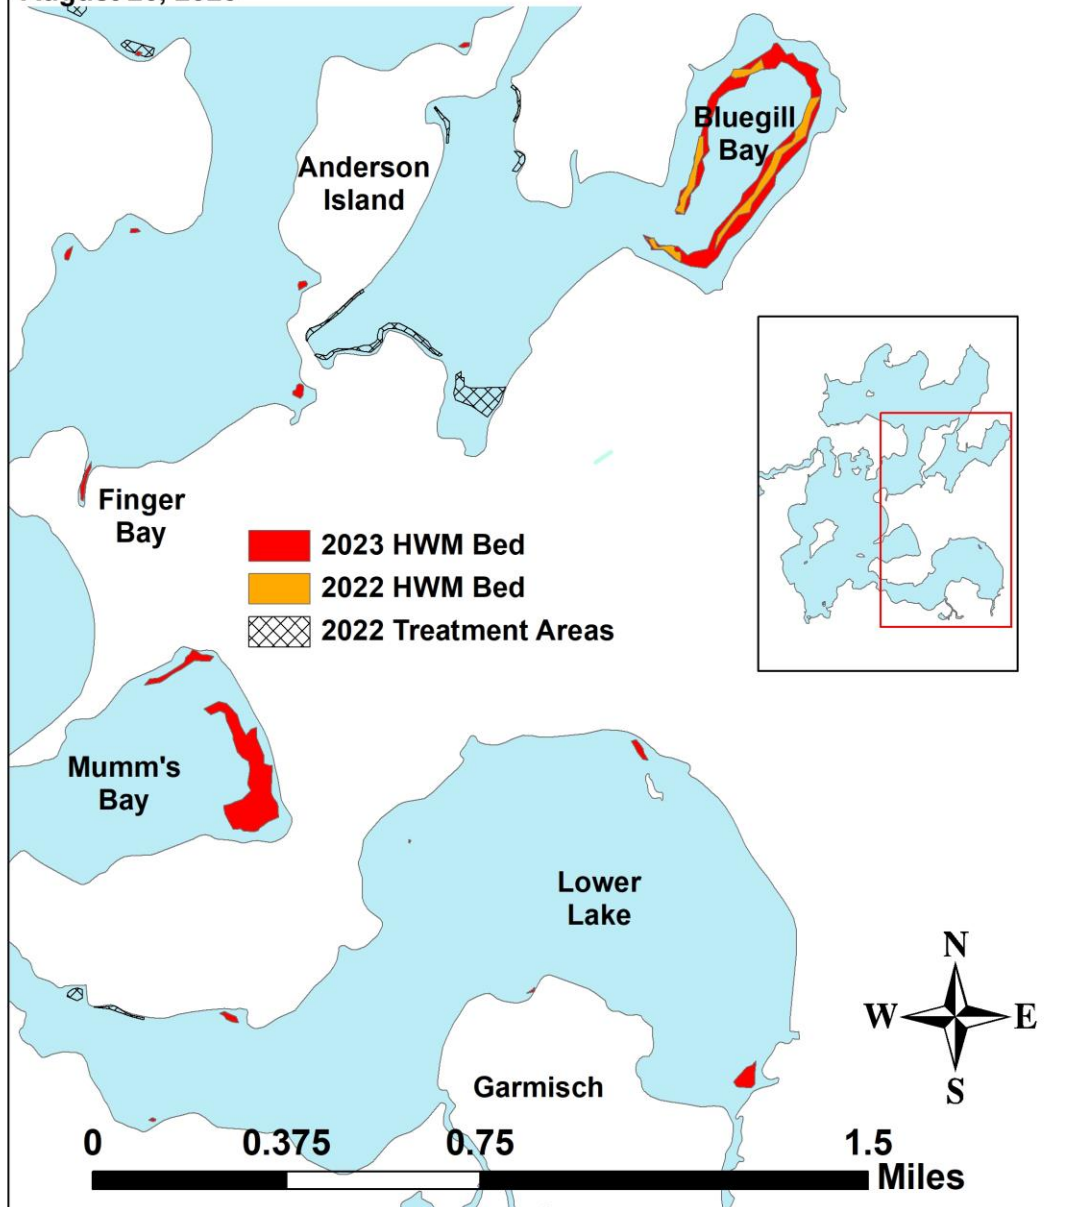 Bluegill
Bay
Anderson
Island
Finger
Bay
2023 HWM Bed
2022 HWM Bed
2022 Treatment Areas
Mumm's
Bay
Lower
Lake
N
W E
S
Garmisch
0 0.375 0.75 1.5
Miles